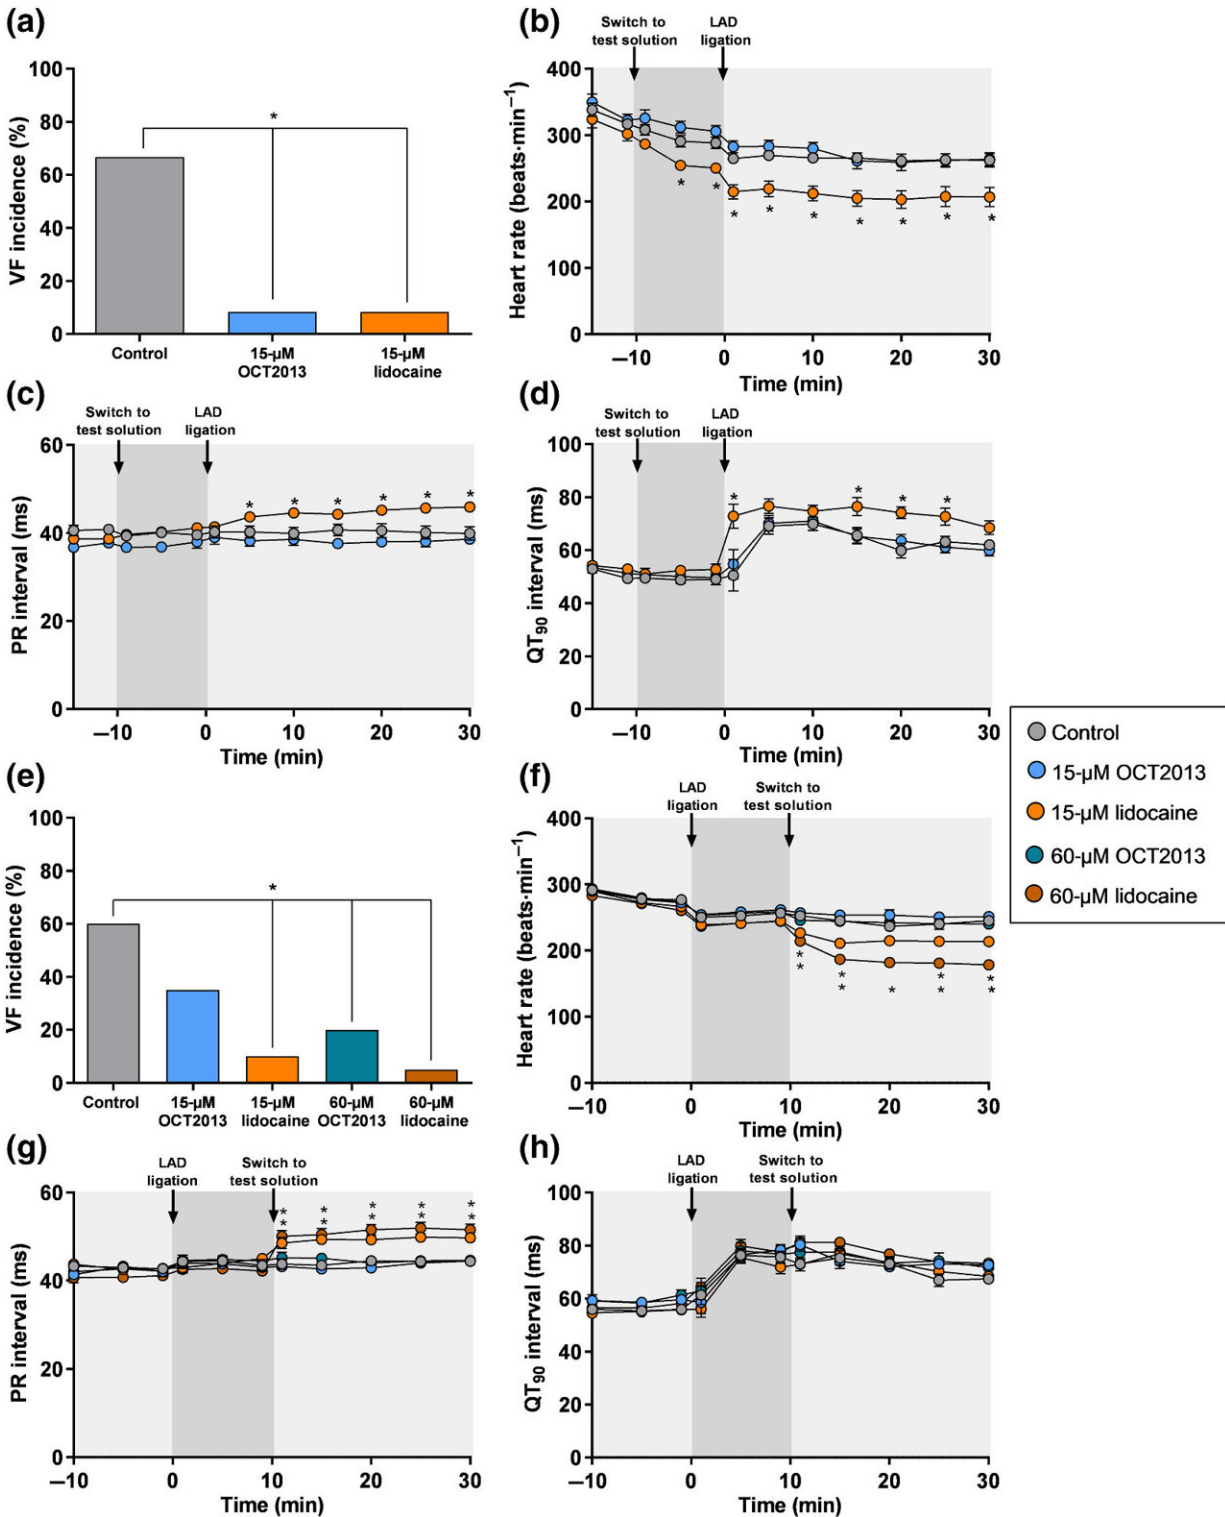 (a)
VF incidence (%)
100
80
60
40
20
0
*
Control
15-μM
OCT2013
15-μM
lidocaine
(b)
Switch to
test solution
LAD
ligation
Heart rate (beats·min−1)
400
300
200
100
0
* * * * * * * * *
−10 0 10 20 30
Time (min)
(c)
Switch to
test solution
LAD
ligation
PR interval (ms)
60
40
20
0
* * * * * *
−10 0 10 20 30
Time (min)
(d)
Switch to
test solution
LAD
ligation
QT90 interval (ms)
100
80
60
40
20
0
* * * *
−10 0 10 20 30
Time (min)
Control
15-μM OCT2013
15-μM lidocaine
60-μM OCT2013
60-μM lidocaine
(e)
VF incidence (%)
100
80
60
40
20
0
*
Control
15-μM
OCT2013
15-μM
lidocaine
60-μM
OCT2013
60-μM
lidocaine
(f)
LAD
ligation
Switch to
test solution
Heart rate (beats·min−1)
400
300
200
100
0
* * * *
* * * * *
−10 0 10 20 30
Time (min)
(g)
LAD
ligation
Switch to
test solution
PR interval (ms)
60
40
20
0
* * * * *
* * * * *
−10 0 10 20 30
Time (min)
(h)
LAD
ligation
Switch to
test solution
QT90 interval (ms)
100
80
60
40
20
0
−10 0 10 20 30
Time (min)